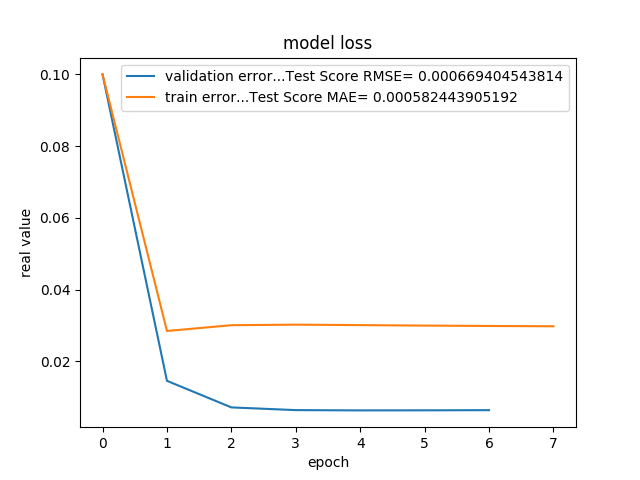 model loss
validation error...Test Score RMSE= 0.000669404543814
train error...Test Score MAE= 0.000582443905192
0.10
0.08
0.06
0.04
0.02
real value
0 1 2 3 4 5 6 7
epoch